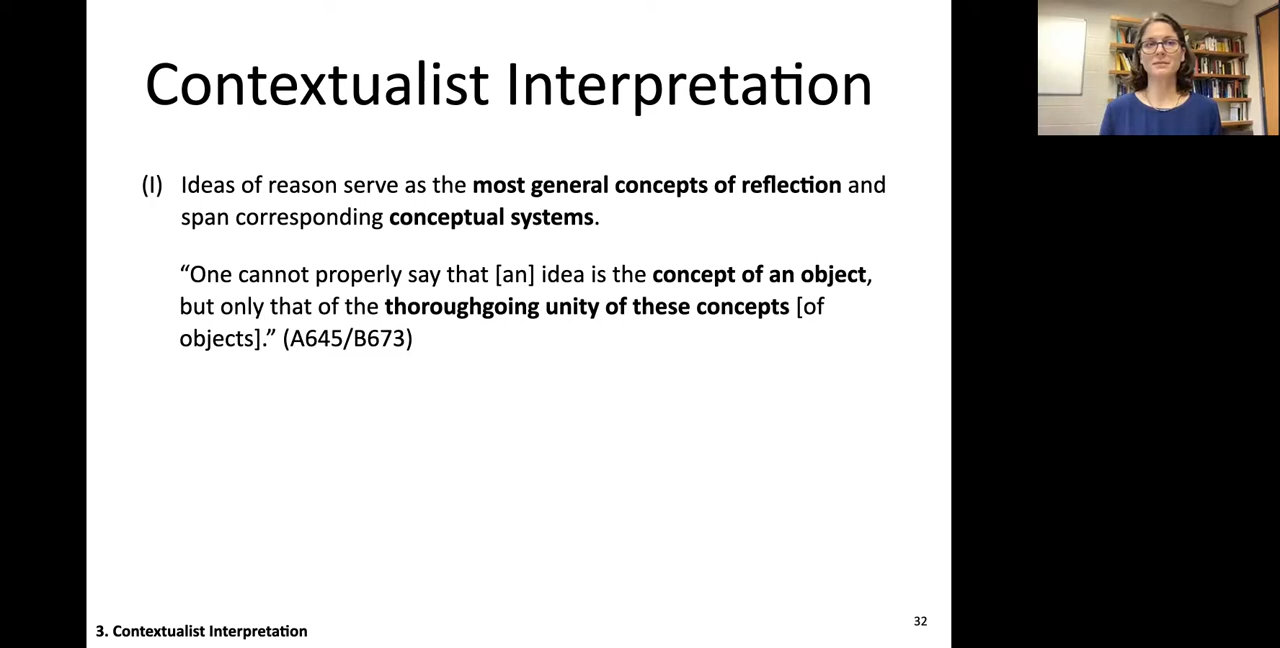 Contextualist Interpretation
(I) Ideas of reason serve as the most general concepts of reflection and
span corresponding conceptual systems.
“One cannot properly say that [an] idea is the concept of an object,
but only that of the thoroughgoing unity of these concepts [of
objects].” (A645/B673)
3. Contextualist Interpretation
32